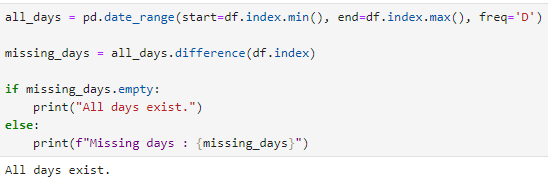 all_days = pd.date_range(start=df.index.min(), end=df.index.max(), freq='D')
missing_days = all_days.difference(df.index)
if missing_days.empty:
    print("All days exist.")
else:
    print(f"Missing days : {missing_days}")
All days exist.